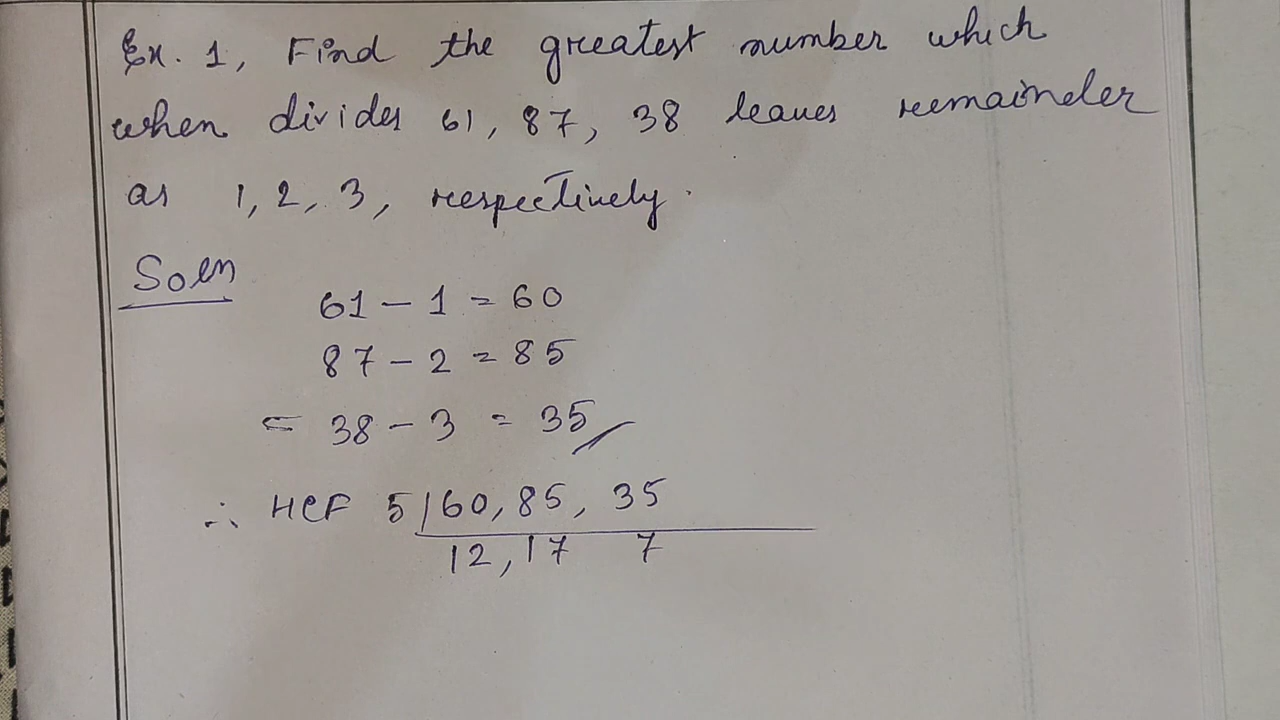 Ex. 1, Find the greatest number which
when divides 61, 87, 38 leaves remainder
as 1, 2, 3, respectively.
Soln
61 - 1 = 60
87 - 2 = 85
= 38 - 3 = 35
∴ HCF 5 | 60, 85, 35
12, 17 7